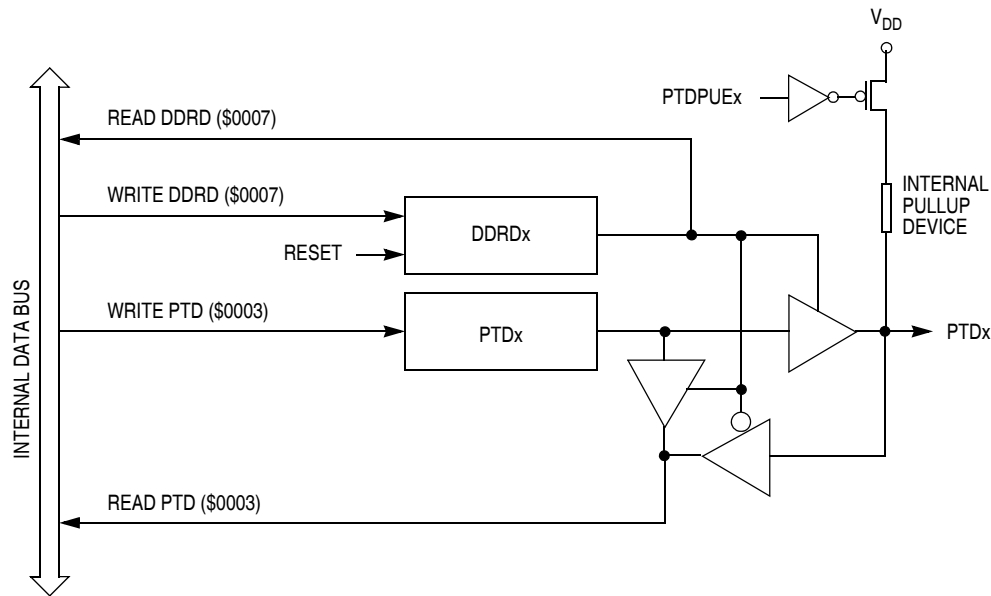 VDD
PTDPUEx
READ DDRD ($0007)
WRITE DDRD ($0007)
INTERNAL
PULLUP
DEVICE
DDRDx
RESET
WRITE PTD ($0003)
PTDx
PTDx
READ PTD ($0003)
INTERNAL DATA BUS